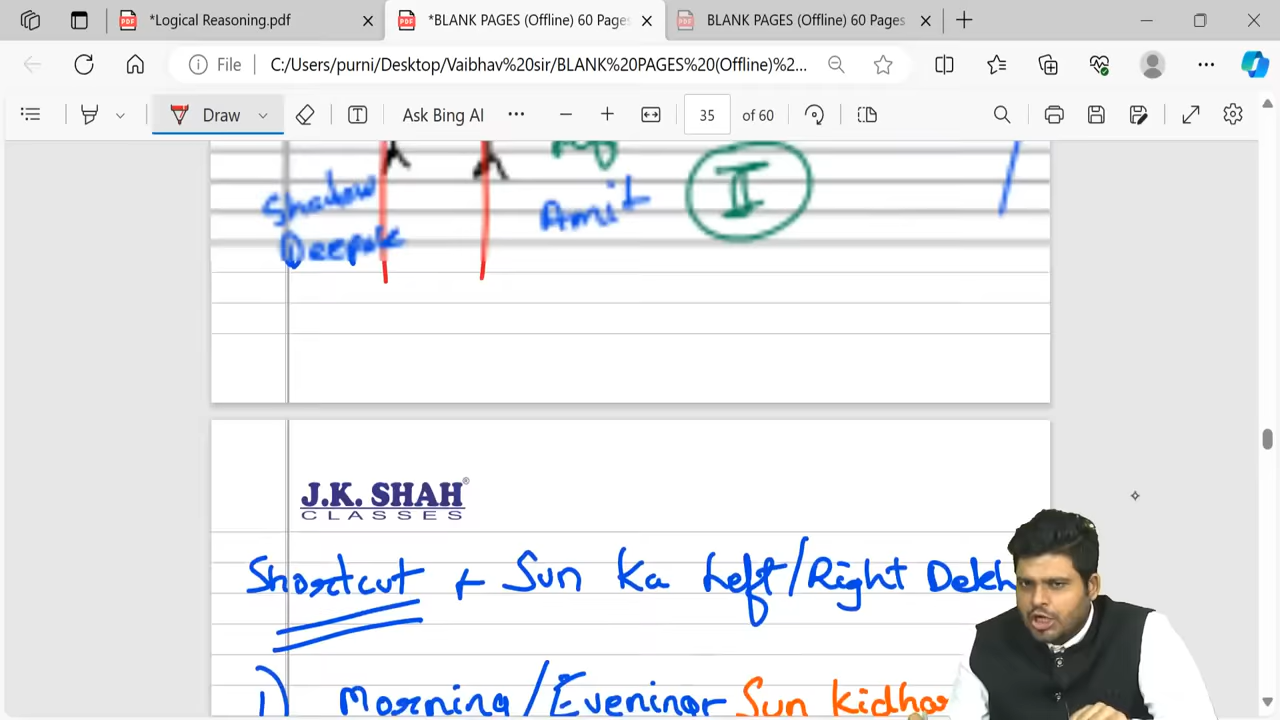 *Logical Reasoning.pdf
*BLANK PAGES (Offline) 60 Pages
BLANK PAGES (Offline) 60 Pages
File
C:/Users/purni/Desktop/Vaibhav%20sir/BLANK%20PAGES%20(Offline)%2...
Draw
Ask Bing AI
35 of 60
Shadow
Deepak
Amit
II
J.K. SHAH®
CLASSES
Shortcut Sun Ka Left/Right Dekh
1) Morning/Evening Sun kidhar